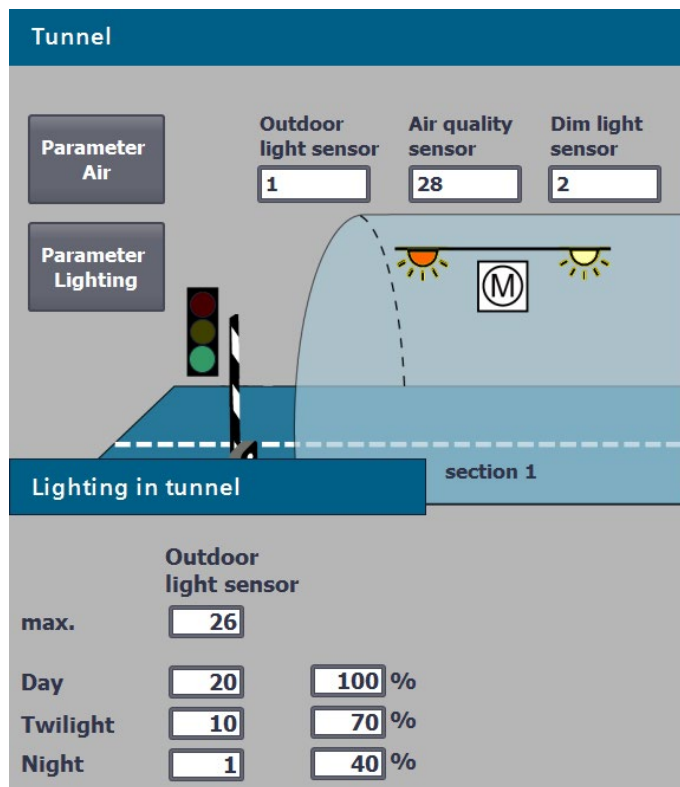 Tunnel
Parameter
Air
Outdoor
light sensor
1
Air quality
sensor
28
Dim light
sensor
2
Parameter
Lighting
M
section 1
Lighting in tunnel
Outdoor
light sensor
max. 26
Day 20 100 %
Twilight 10 70 %
Night 1 40 %